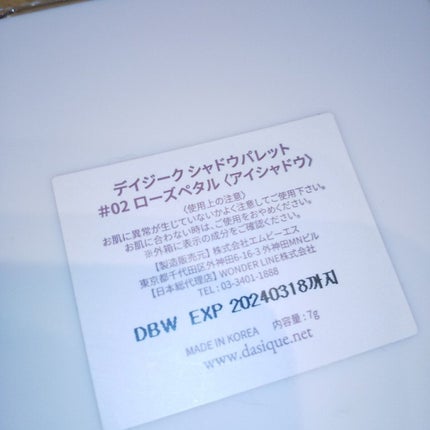 デイジーク シャドウパレット
#02 ローズペタル〈アイシャドウ〉
〈使用上の注意〉
お肌に異常が生じていないかよく注意してご使用下さい。
お肌に合わない時は、ご使用をおやめください。
※外箱に表示の成分をご確認ください。
【製造販売元】株式会社エムビーエス
東京都千代田区外神田6-16-3 外神田MNビル
【日本総代理店】WONDER LINE株式会社
TEL : 03-3401-1888
DBW EXP 20240318까지
MADE IN KOREA 内容量 : 7g
www.dasique.net